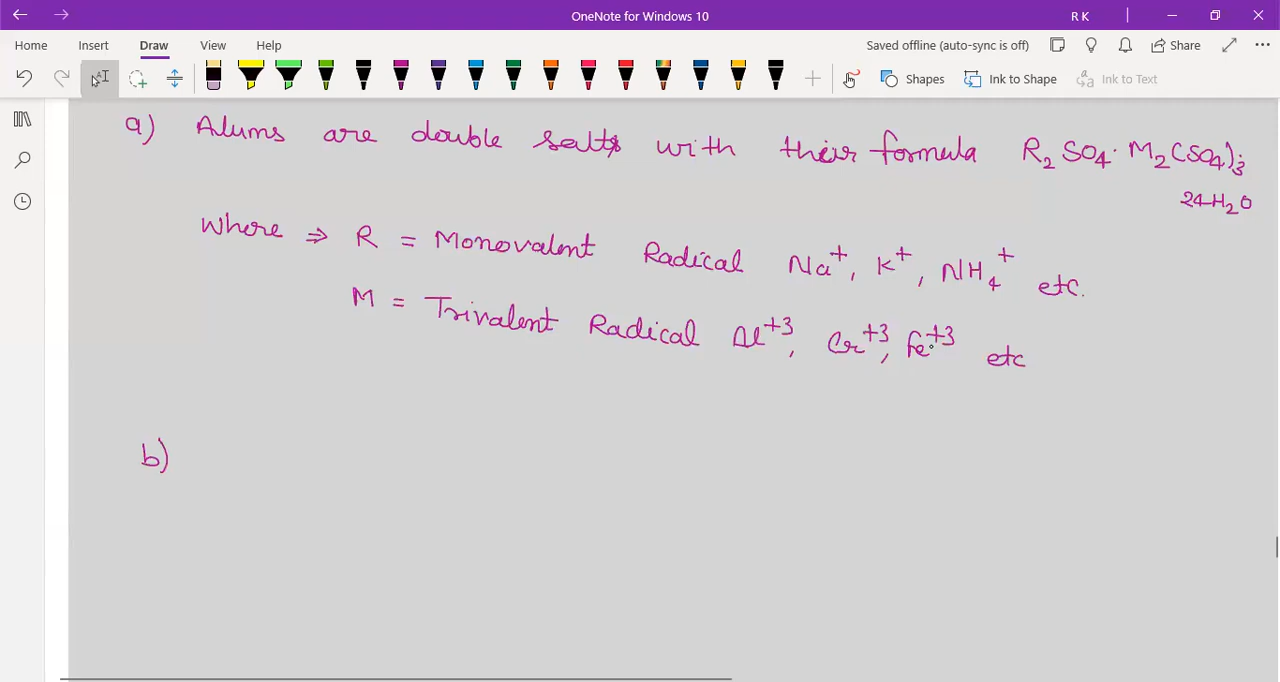 OneNote for Windows 10
R K
Home Insert Draw View Help
Saved offline (auto-sync is off) Share
Shapes Ink to Shape Ink to Text
a) Alums are double salts with their formula R₂SO₄·M₂(SO₄)₃
24H₂O
Where ⇒ R = Monovalent Radical Na⁺, K⁺, NH₄⁺ etc.
M = Trivalent Radical Al⁺³, Cr⁺³, Fe⁺³ etc
b)